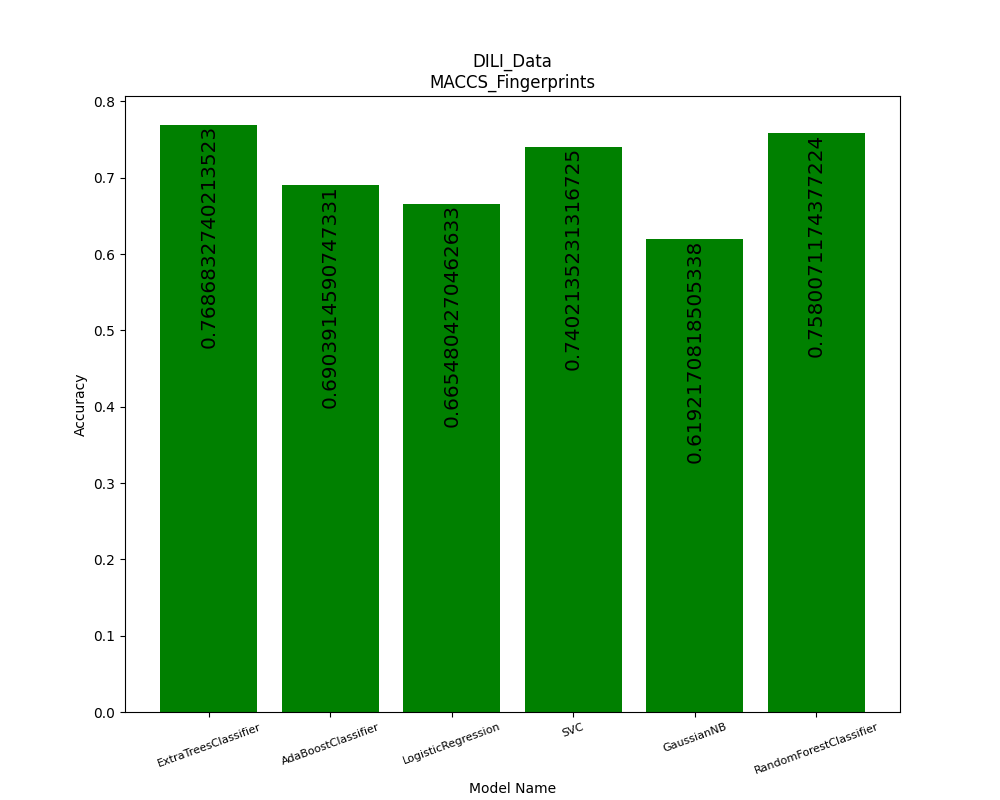 DILI_Data
MACCS_Fingerprints
Accuracy
0.8
0.7
0.6
0.5
0.4
0.3
0.2
0.1
0.0
0.7686832740213523
0.6903914590747331
0.6654804270462633
0.7402135231316725
0.6192170818505338
0.7580071174377224
ExtraTreesClassifier
AdaBoostClassifier
LogisticRegression
SVC
GaussianNB
RandomForestClassifier
Model Name